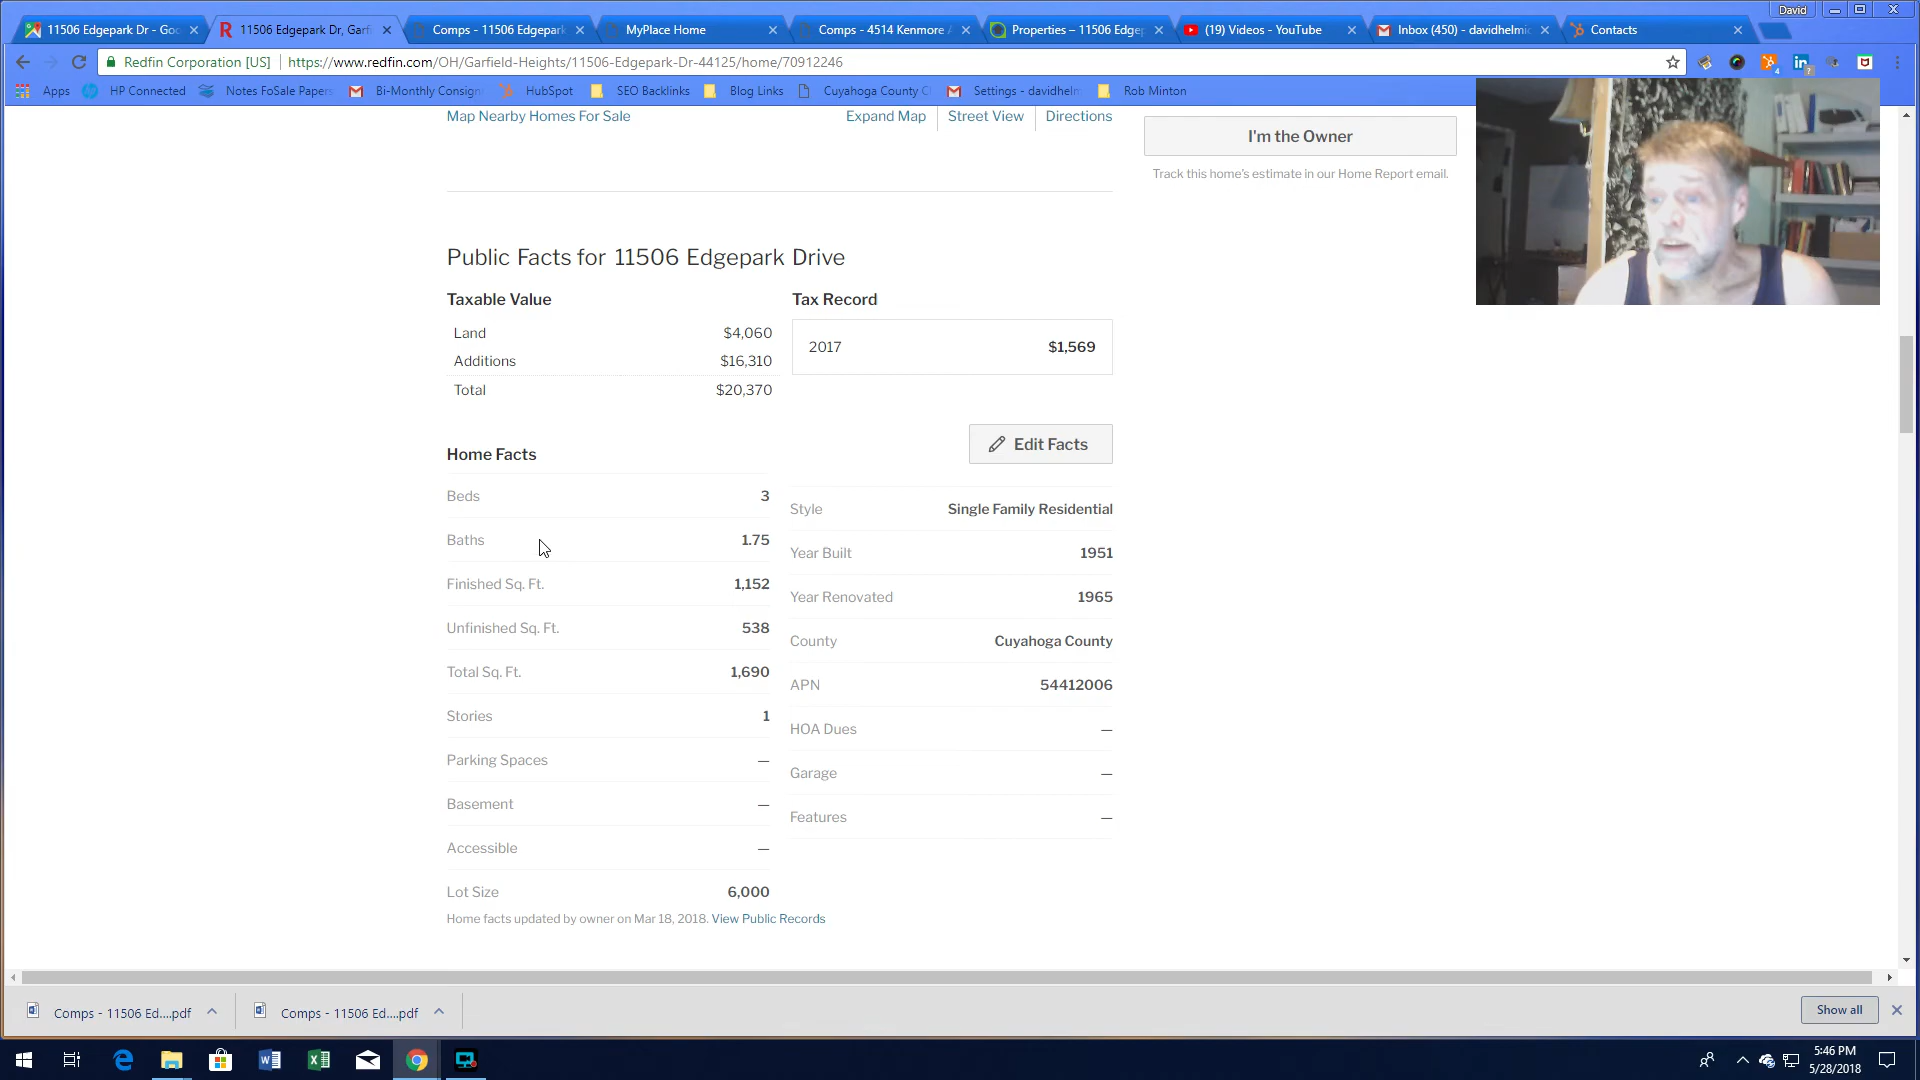 David
11506 Edgepark Dr - Goo
11506 Edgepark Dr, Garf
Comps - 11506 Edgepark
MyPlace Home
Comps - 4514 Kenmore A
Properties – 11506 Edgep
(19) Videos - YouTube
Inbox (450) - davidhelmic
Contacts
Redfin Corporation [US]
https://www.redfin.com/OH/Garfield-Heights/11506-Edgepark-Dr-44125/home/70912246
Apps
HP Connected
Notes FoSale Papers
Bi-Monthly Consign
HubSpot
SEO Backlinks
Blog Links
Cuyahoga County C
Settings - davidhelm
Rob Minton
Map Nearby Homes For Sale
Expand Map
Street View
Directions
I'm the Owner
Track this home's estimate in our Home Report email.
Public Facts for 11506 Edgepark Drive
Taxable Value
Land $4,060
Additions $16,310
Total $20,370
Tax Record
2017 $1,569
Edit Facts
Home Facts
Beds 3
Baths 1.75
Finished Sq. Ft. 1,152
Unfinished Sq. Ft. 538
Total Sq. Ft. 1,690
Stories 1
Parking Spaces —
Basement —
Accessible —
Lot Size 6,000
Style Single Family Residential
Year Built 1951
Year Renovated 1965
County Cuyahoga County
APN 54412006
HOA Dues —
Garage —
Features —
Home facts updated by owner on Mar 18, 2018. View Public Records
Comps - 11506 Ed....pdf
Comps - 11506 Ed....pdf
Show all
5:46 PM
5/28/2018